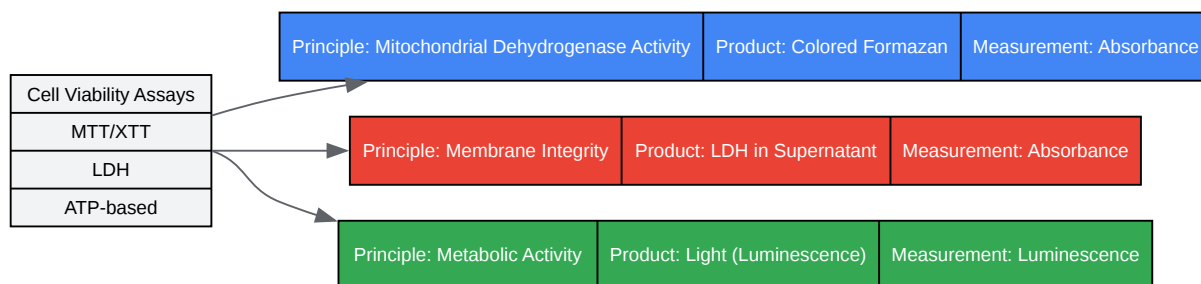 Cell Viability Assays
MTT/XTT
LDH
ATP-based
Principle: Mitochondrial Dehydrogenase Activity
Product: Colored Formazan
Measurement: Absorbance
Principle: Membrane Integrity
Product: LDH in Supernatant
Measurement: Absorbance
Principle: Metabolic Activity
Product: Light (Luminescence)
Measurement: Luminescence